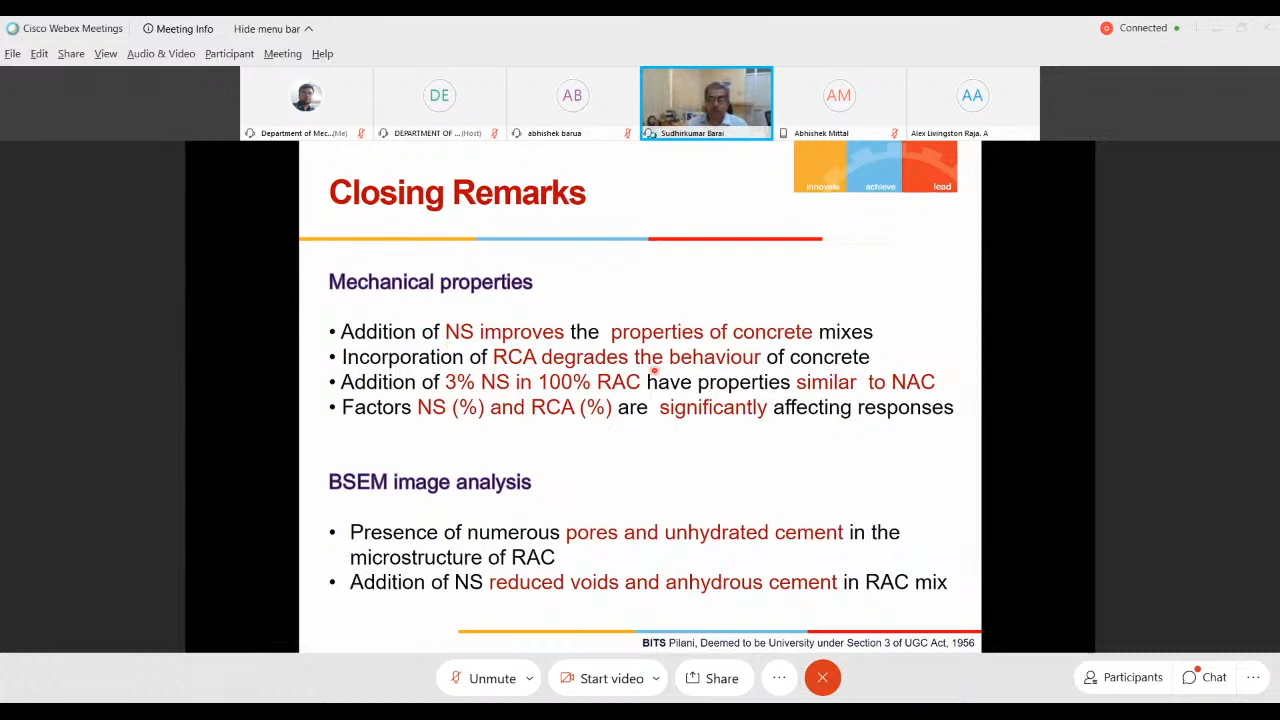 Cisco Webex Meetings Meeting Info Hide menu bar Connected
File Edit Share View Audio & Video Participant Meeting Help
DE AB AM AA
Department of Mec... (Me) DEPARTMENT OF ... (Host) abhishek barua Sudhirkumar Barai Abhishek Mittal Alex Livingston Raja. A
innovate achieve lead
Closing Remarks
Mechanical properties
• Addition of NS improves the properties of concrete mixes
• Incorporation of RCA degrades the behaviour of concrete
• Addition of 3% NS in 100% RAC have properties similar to NAC
• Factors NS (%) and RCA (%) are significantly affecting responses
BSEM image analysis
• Presence of numerous pores and unhydrated cement in the
microstructure of RAC
• Addition of NS reduced voids and anhydrous cement in RAC mix
BITS Pilani, Deemed to be University under Section 3 of UGC Act, 1956
Unmute Start video Share Participants Chat